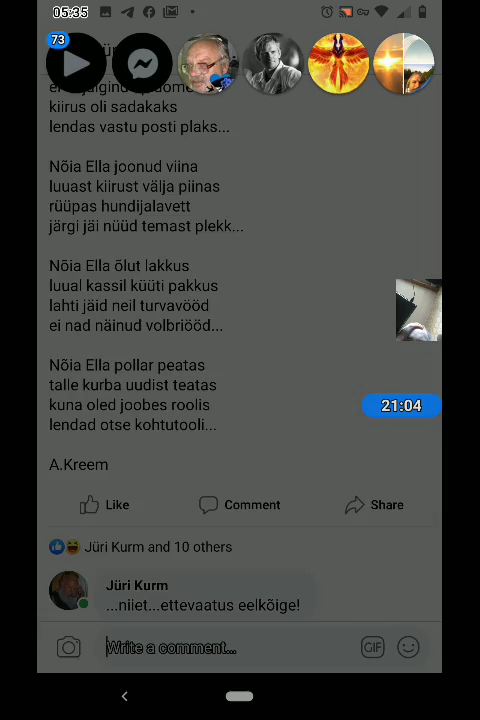 05:35
73
kiirus oli sadakaks
lendas vastu posti plaks...
Nõia Ella joonud viina
luuast kiirust välja piinas
rüüpas hundijalavett
järgi jäi nüüd temast plekk...
Nõia Ella õlut lakkus
luual kassil küüti pakkus
lahti jäid neil turvavööd
ei nad näinud volbriööd...
Nõia Ella pollar peatas
talle kurba uudist teatas
kuna oled joobes roolis
lendad otse kohtutooli...
21:04
A.Kreem
Like Comment Share
Jüri Kurm and 10 others
Jüri Kurm
...niiet...ettevaatus eelkõige!
Write a comment...
GIF